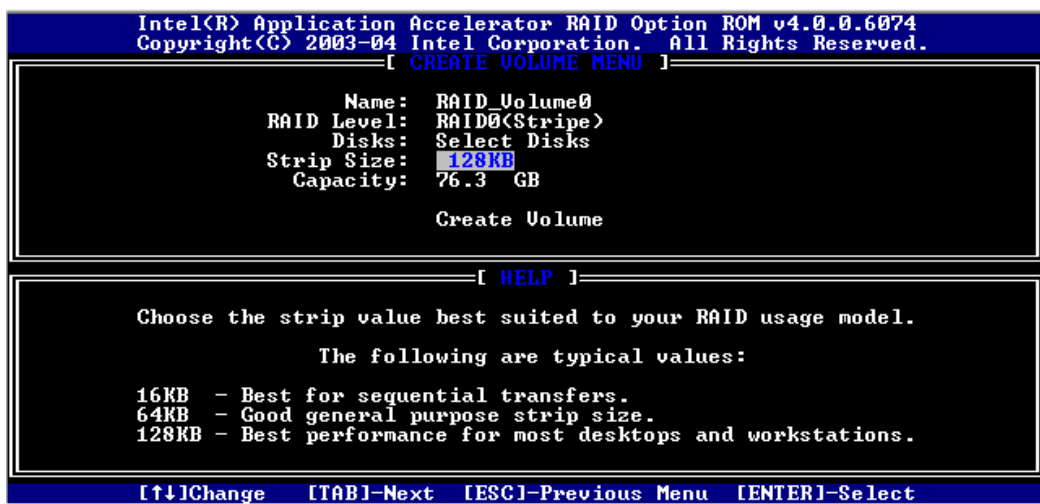 Intel(R) Application Accelerator RAID Option ROM v4.0.0.6074
Copyright(C) 2003-04 Intel Corporation. All Rights Reserved.
[ CREATE VOLUME MENU ]
Name: RAID_Volume0
RAID Level: RAID0(Stripe)
Disks: Select Disks
Strip Size: 128KB
Capacity: 76.3 GB
Create Volume
[ HELP ]
Choose the strip value best suited to your RAID usage model.
The following are typical values:
16KB - Best for sequential transfers.
64KB - Good general purpose strip size.
128KB - Best performance for most desktops and workstations.
[↑↓]Change [TAB]-Next [ESC]-Previous Menu [ENTER]-Select